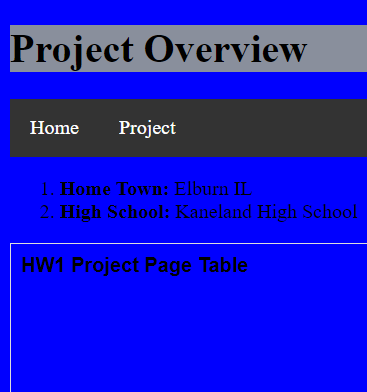 Project Overview
Home Project
1. Home Town: Elburn IL
2. High School: Kaneland High School
HW1 Project Page Table